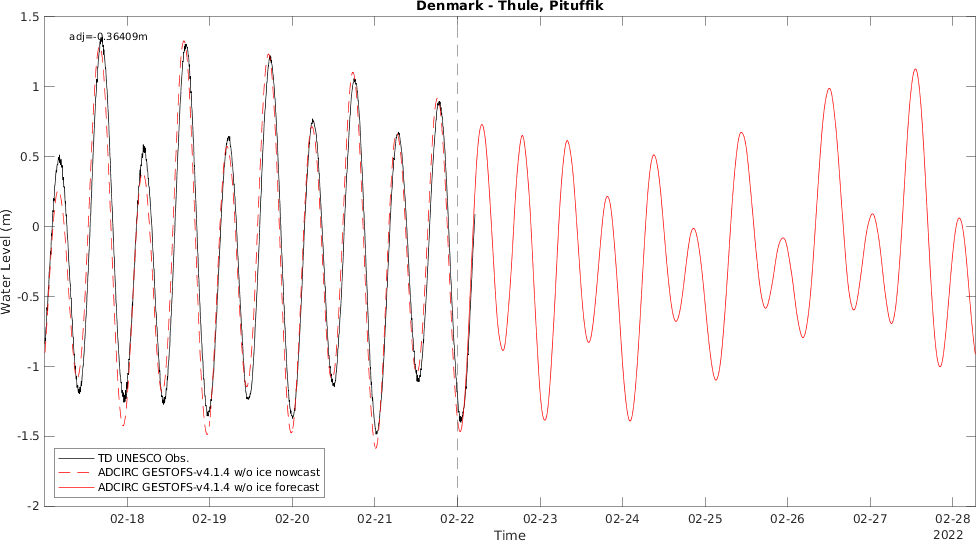 Denmark - Thule, Pituffik
adj=-0.36409m
1.5
1
0.5
0
-0.5
-1
-1.5
-2
Water Level (m)
TD UNESCO Obs.
ADCIRC GESTOFS-v4.1.4 w/o ice nowcast
ADCIRC GESTOFS-v4.1.4 w/o ice forecast
02-18 02-19 02-20 02-21 02-22 02-23 02-24 02-25 02-26 02-27 02-28
Time
2022